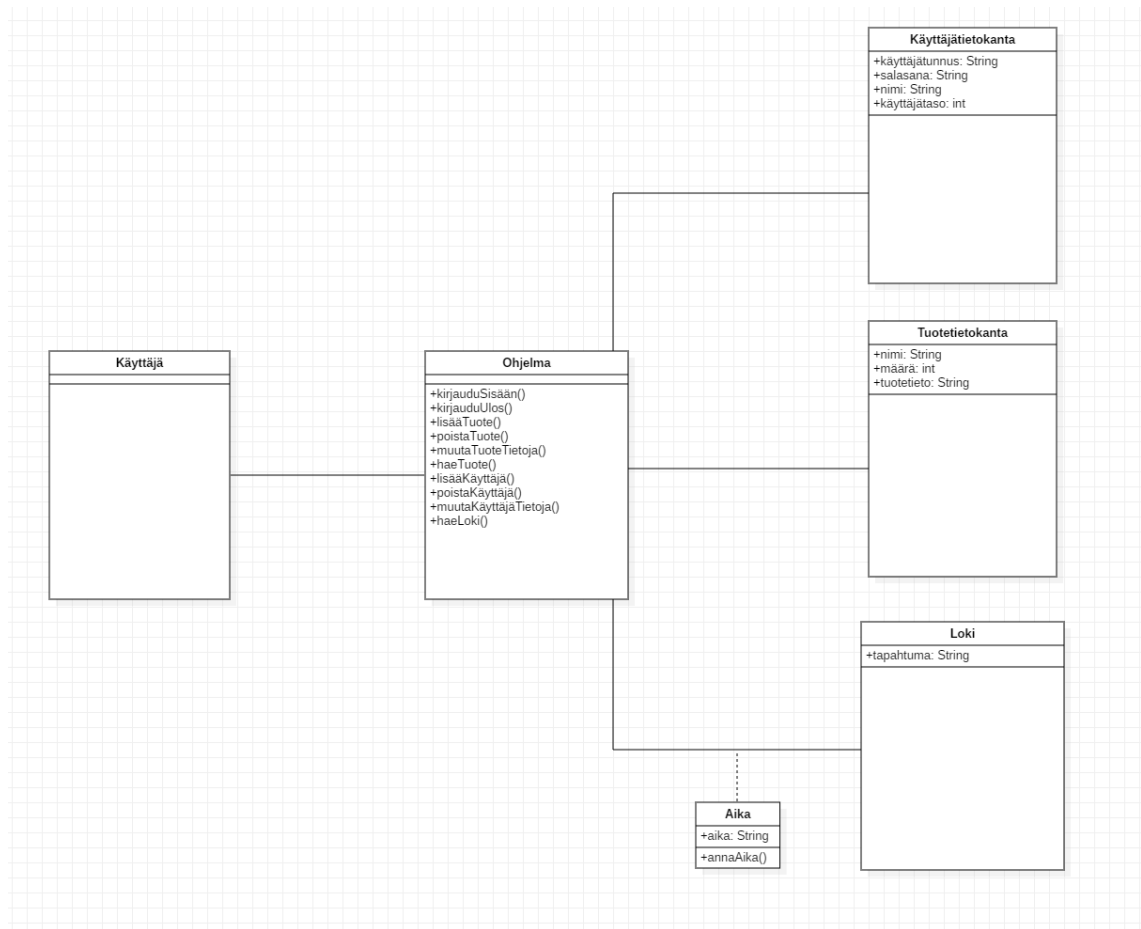 Käyttäjätietokanta
+käyttäjätunnus: String
+salasana: String
+nimi: String
+käyttäjätaso: int
Tuotetietokanta
+nimi: String
+määrä: int
+tuotetieto: String
Käyttäjä
Ohjelma
+kirjauduSisään()
+kirjauduUlos()
+lisääTuote()
+poistaTuote()
+muutaTuoteTietoja()
+haeTuote()
+lisääKäyttäjä()
+poistaKäyttäjä()
+muutaKäyttäjäTietoja()
+haeLoki()
Loki
+tapahtuma: String
Aika
+aika: String
+annaAika()